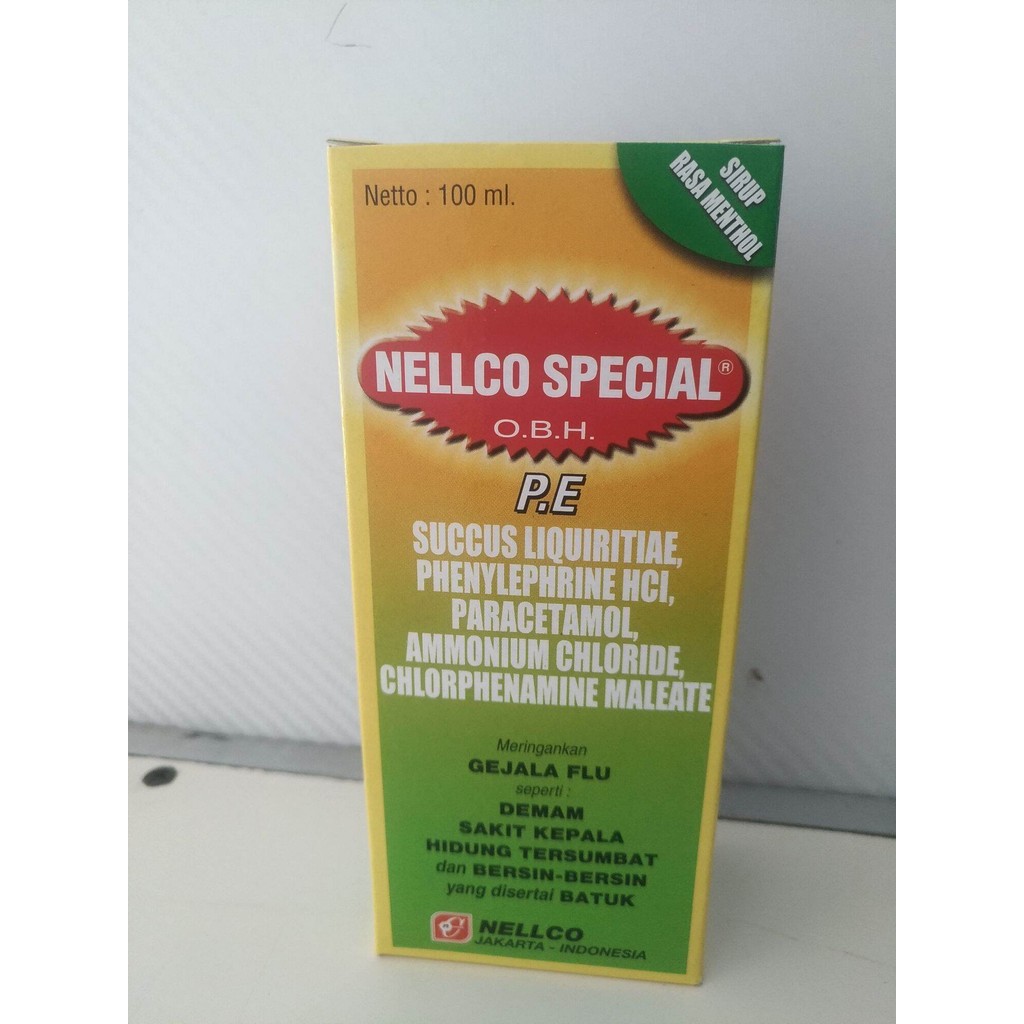 Netto : 100 ml.
SIRUP
RASA MENTHOL
NELLCO SPECIAL®
O.B.H.
P.E
SUCCUS LIQUIRITIAE,
PHENYLEPHRINE HCl,
PARACETAMOL,
AMMONIUM CHLORIDE,
CHLORPHENAMINE MALEATE
Meringankan
GEJALA FLU
seperti :
DEMAM
SAKIT KEPALA
HIDUNG TERSUMBAT
dan BERSIN-BERSIN
yang disertai BATUK
NELLCO
JAKARTA - INDONESIA